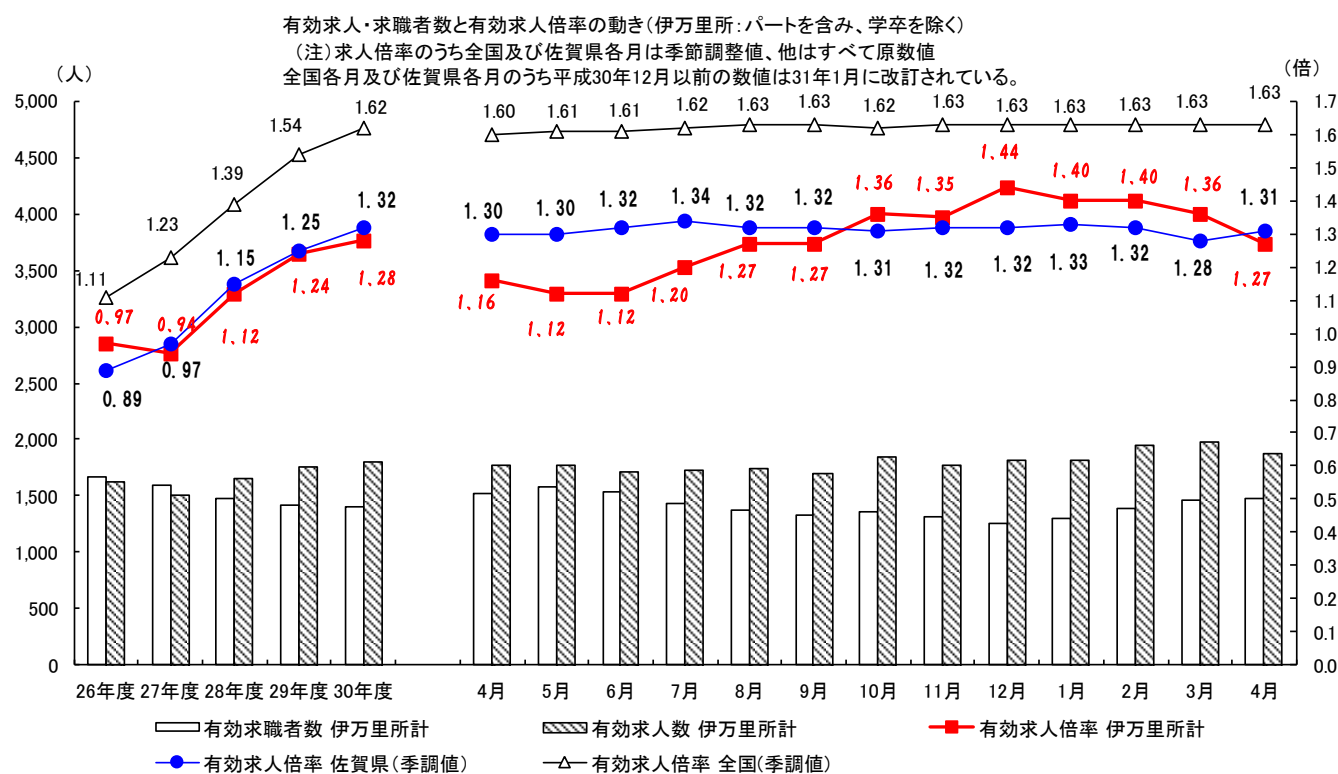 有効求人・求職者数と有効求人倍率の動き(伊万里所:パートを含み、学卒を除く)
(注)求人倍率のうち全国及び佐賀県各月は季節調整値、他はすべて原数値
全国各月及び佐賀県各月のうち平成30年12月以前の数値は31年1月に改訂されている。
(人) (倍)
5,000
4,500
4,000
3,500
3,000
2,500
2,000
1,500
1,000
500
0
1.7
1.6
1.5
1.4
1.3
1.2
1.1
1.0
0.9
0.8
0.7
0.6
0.5
0.4
0.3
0.2
0.1
0.0
1.11 1.23 1.39 1.54 1.62 1.60 1.61 1.61 1.62 1.63 1.63 1.62 1.63 1.63 1.63 1.63 1.63 1.63
0.97 0.94 1.12 1.24 1.28 1.16 1.12 1.12 1.20 1.27 1.27 1.36 1.35 1.44 1.40 1.40 1.36 1.27
0.89 0.97 1.15 1.25 1.32 1.30 1.30 1.32 1.34 1.32 1.32 1.31 1.32 1.32 1.33 1.32 1.28 1.31
26年度 27年度 28年度 29年度 30年度 4月 5月 6月 7月 8月 9月 10月 11月 12月 1月 2月 3月 4月
有効求職者数 伊万里所計 有効求人数 伊万里所計 有効求人倍率 伊万里所計
有効求人倍率 佐賀県(季調値) 有効求人倍率 全国(季調値)